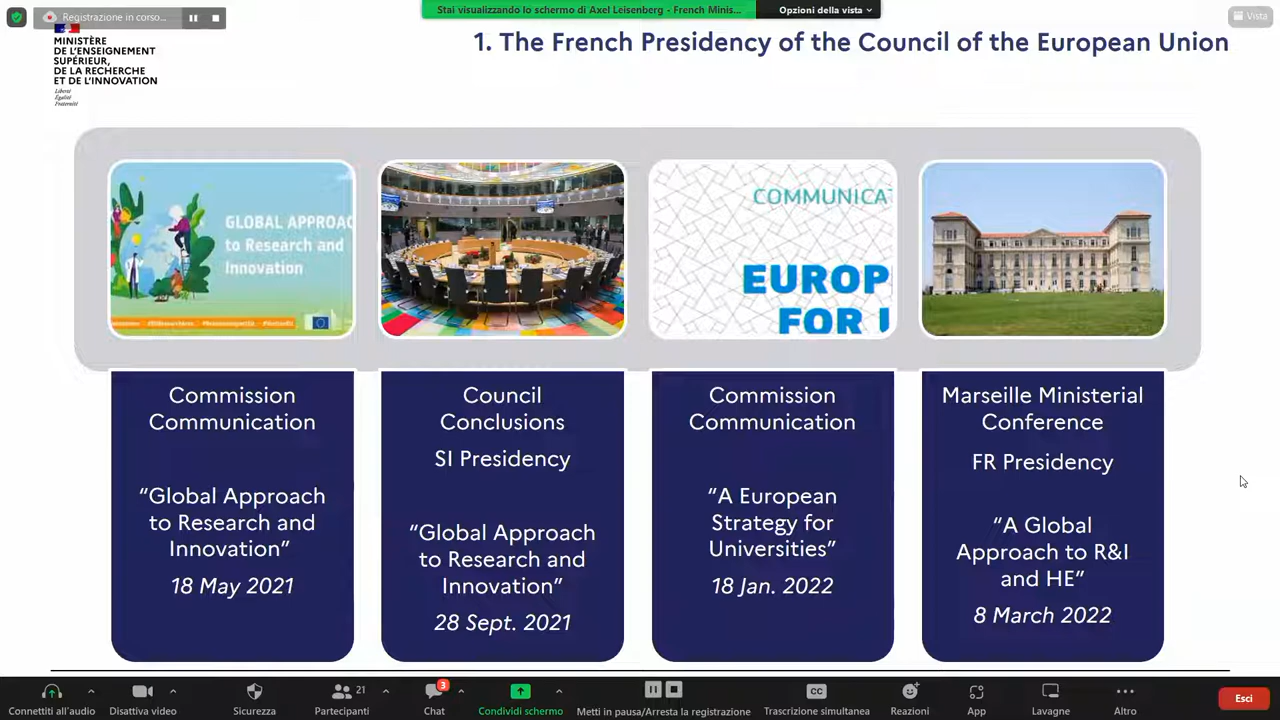 Registrazione in corso...
Stai visualizzando lo schermo di Axel Leisenberg - French Minis...
Opzioni della vista
Vista
MINISTÈRE
DE L'ENSEIGNEMENT
SUPÉRIEUR,
DE LA RECHERCHE
ET DE L'INNOVATION
Liberté
Égalité
Fraternité
1. The French Presidency of the Council of the European Union
GLOBAL APPROAC
to Research and
Innovation
COMMUNICAT
EUROP
FOR U
Commission
Communication
“Global Approach
to Research and
Innovation”
18 May 2021
Council
Conclusions
SI Presidency
“Global Approach
to Research and
Innovation”
28 Sept. 2021
Commission
Communication
“A European
Strategy for
Universities”
18 Jan. 2022
Marseille Ministerial
Conference
FR Presidency
“A Global
Approach to R&I
and HE”
8 March 2022
Connettiti all'audio
Disattiva video
Sicurezza
21
Partecipanti
3
Chat
Condividi schermo
Metti in pausa/Arresta la registrazione
CC
Trascrizione simultanea
Reazioni
App
Lavagne
Altro
Esci